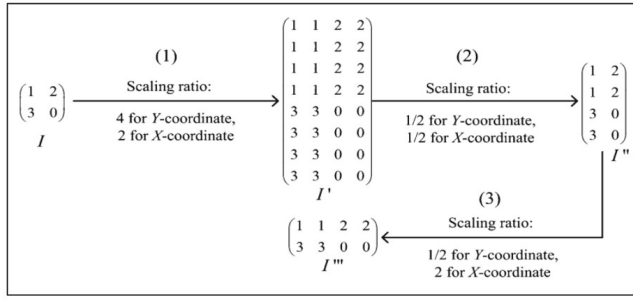 (1)
Scaling ratio:
4 for Y-coordinate,
2 for X-coordinate
1 2
3 0
I
1 1 2 2
1 1 2 2
1 1 2 2
1 1 2 2
3 3 0 0
3 3 0 0
3 3 0 0
3 3 0 0
I'
(2)
Scaling ratio:
1/2 for Y-coordinate,
1/2 for X-coordinate
1 2
1 2
3 0
3 0
I"
(3)
Scaling ratio:
1/2 for Y-coordinate,
2 for X-coordinate
1 1 2 2
3 3 0 0
I'''